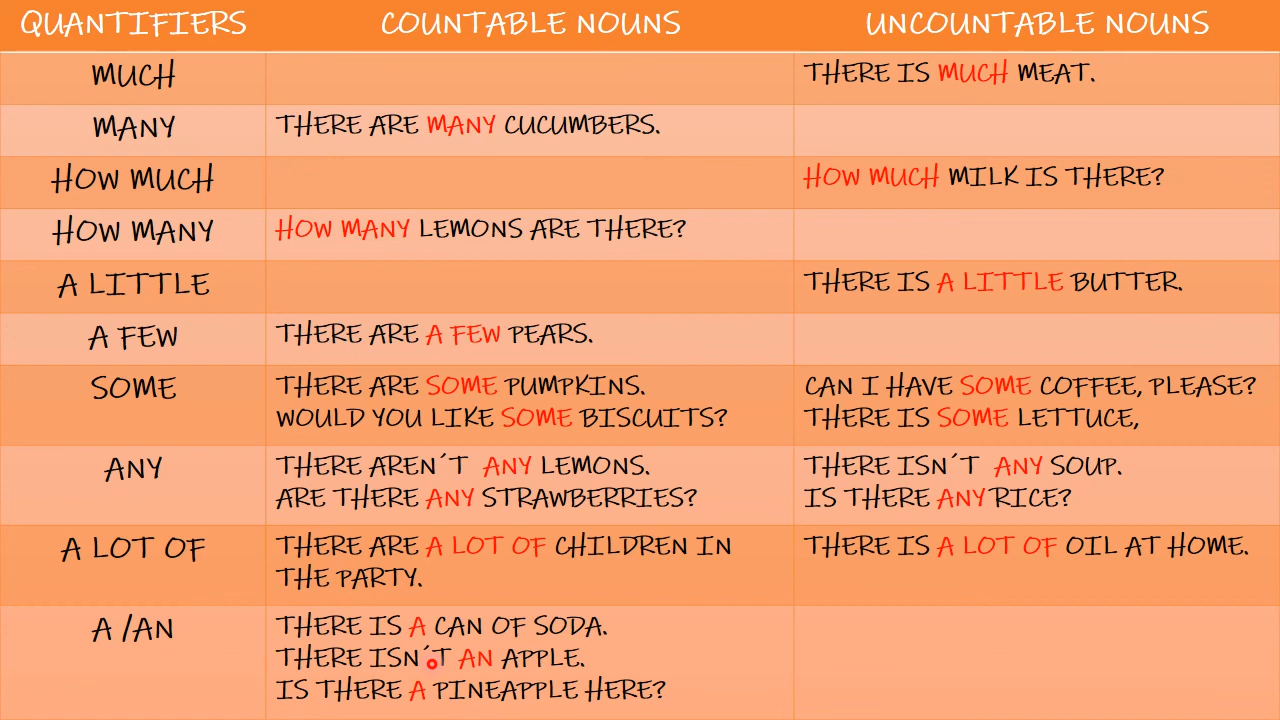 QUANTIFIERS COUNTABLE NOUNS UNCOUNTABLE NOUNS
MUCH THERE IS MUCH MEAT.
MANY THERE ARE MANY CUCUMBERS.
HOW MUCH HOW MUCH MILK IS THERE?
HOW MANY HOW MANY LEMONS ARE THERE?
A LITTLE THERE IS A LITTLE BUTTER.
A FEW THERE ARE A FEW PEARS.
SOME THERE ARE SOME PUMPKINS. CAN I HAVE SOME COFFEE, PLEASE?
WOULD YOU LIKE SOME BISCUITS? THERE IS SOME LETTUCE,
ANY THERE AREN´T ANY LEMONS. THERE ISN´T ANY SOUP.
ARE THERE ANY STRAWBERRIES? IS THERE ANY RICE?
A LOT OF THERE ARE A LOT OF CHILDREN IN THERE IS A LOT OF OIL AT HOME.
THE PARTY.
A /AN THERE IS A CAN OF SODA.
THERE ISN´T AN APPLE.
IS THERE A PINEAPPLE HERE?